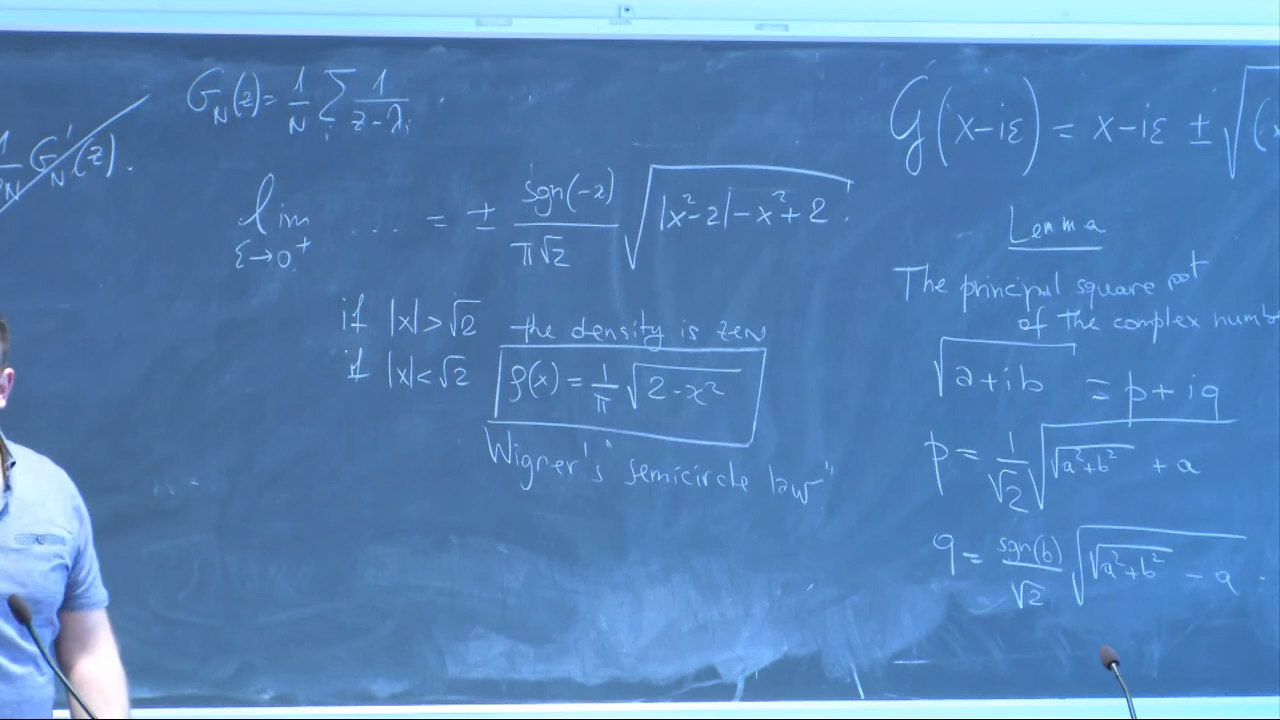 G_N(z) = 1/N ∑_i 1/(z-λ_i) .
1/N G_N'(z).
lim ε→0⁺ ... = ± sgn(-x)/(π√2) √(|x²-2|-x²+2) .
if |x|>√2 the density is zero
if |x|<√2 ρ(x) = 1/π √(2-x²)
Wigner's "semicircle law"
G(x-iε) = x-iε ± √(x
Lemma
The principal square root
of the complex numb
√(a+ib) = p+iq
p = 1/√2 √(√(a²+b²) + a)
q = sgn(b)/√2 √(√(a²+b²) - a) .